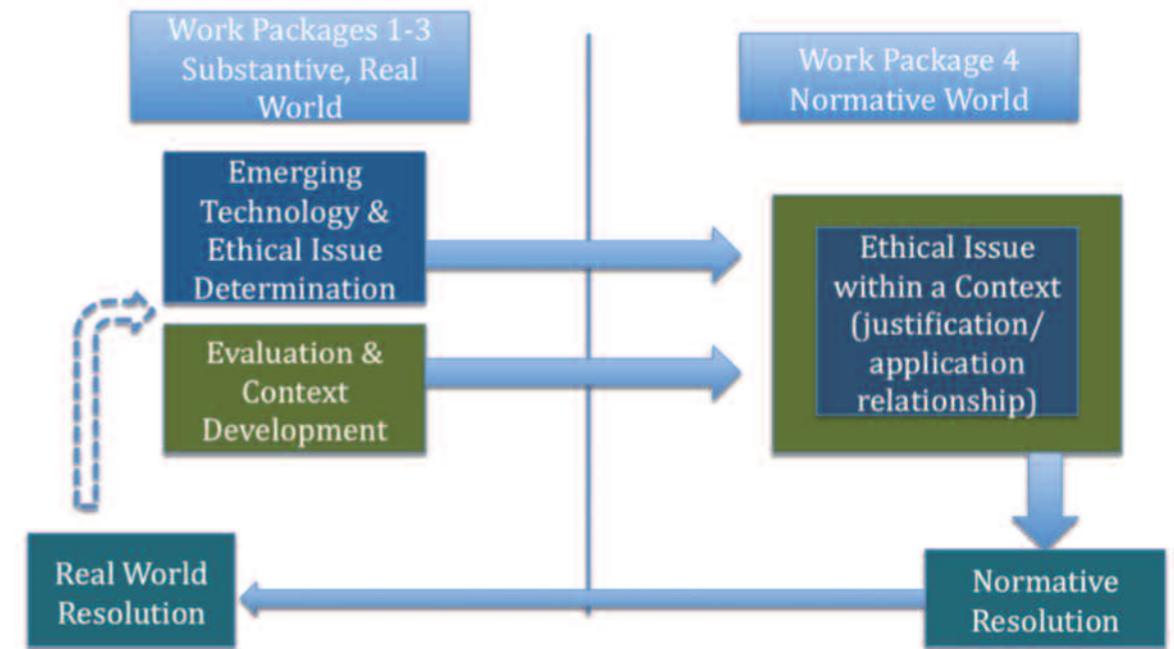 Work Packages 1-3
Substantive, Real
World
Work Package 4
Normative World
Emerging
Technology &
Ethical Issue
Determination
Evaluation &
Context
Development
Ethical Issue
within a Context
(justification/
application
relationship)
Real World
Resolution
Normative
Resolution